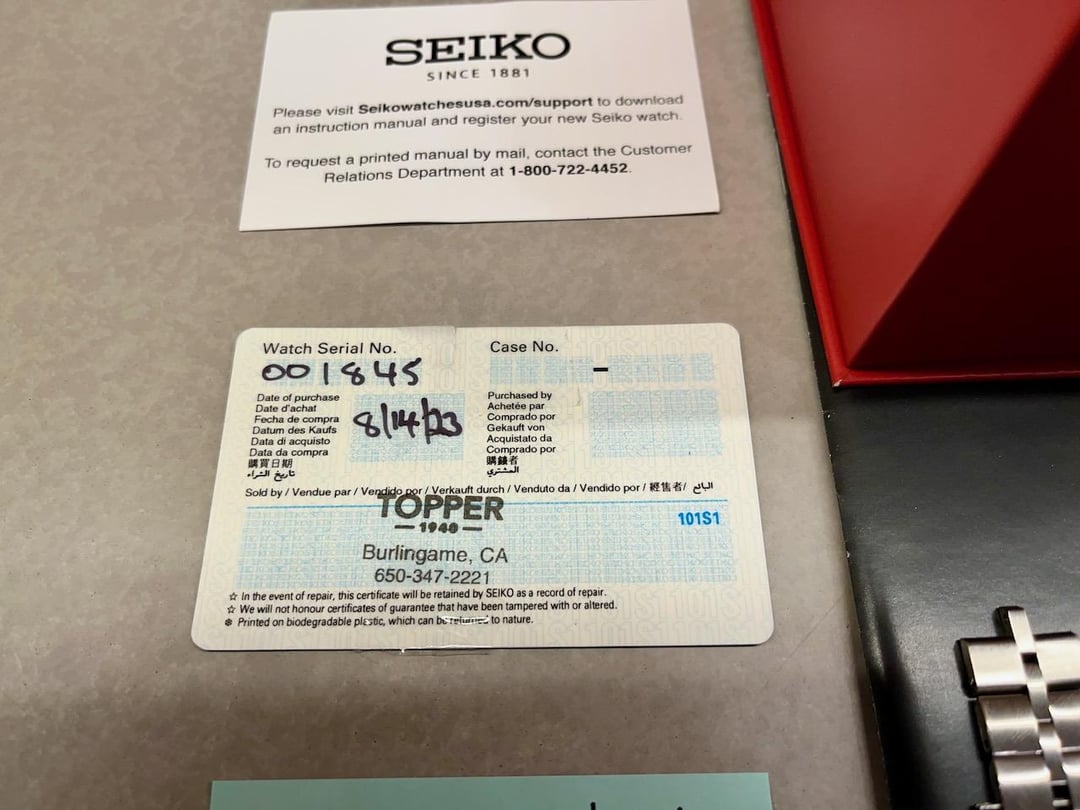 SEIKO
SINCE 1881
Please visit Seikowatchesusa.com/support to download
an instruction manual and register your new Seiko watch.
To request a printed manual by mail, contact the Customer
Relations Department at 1-800-722-4452.
Watch Serial No.
001845
Case No.
-
Date of purchase
Date d'achat
Fecha de compra
Datum des Kaufs
Data di acquisto
Data da compra
購買日期
تاريخ الشراء
8/14/23
Purchased by
Achetée par
Comprado por
Gekauft von
Acquistato da
Comprado por
購錶者
المشتري
Sold by / Vendue par / Vendido por / Verkauft durch / Venduto da / Vendido por / 經售者/ البائع
TOPPER
1940
101S1
Burlingame, CA
650-347-2221
☆ In the event of repair, this certificate will be retained by SEIKO as a record of repair.
☆ We will not honour certificates of guarantee that have been tampered with or altered.
❄ Printed on biodegradable plastic, which can be returned to nature.